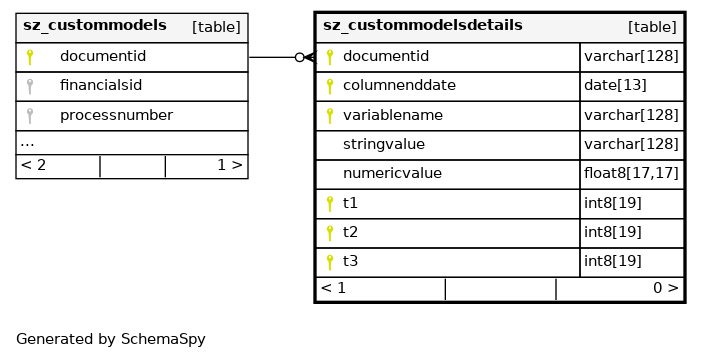 sz_custommodels [table]
documentid
financialsid
processnumber
...
< 2 1 >
sz_custommodelsdetails [table]
documentid varchar[128]
columnenddate date[13]
variablename varchar[128]
stringvalue varchar[128]
numericvalue float8[17,17]
t1 int8[19]
t2 int8[19]
t3 int8[19]
< 1 0 >
Generated by SchemaSpy